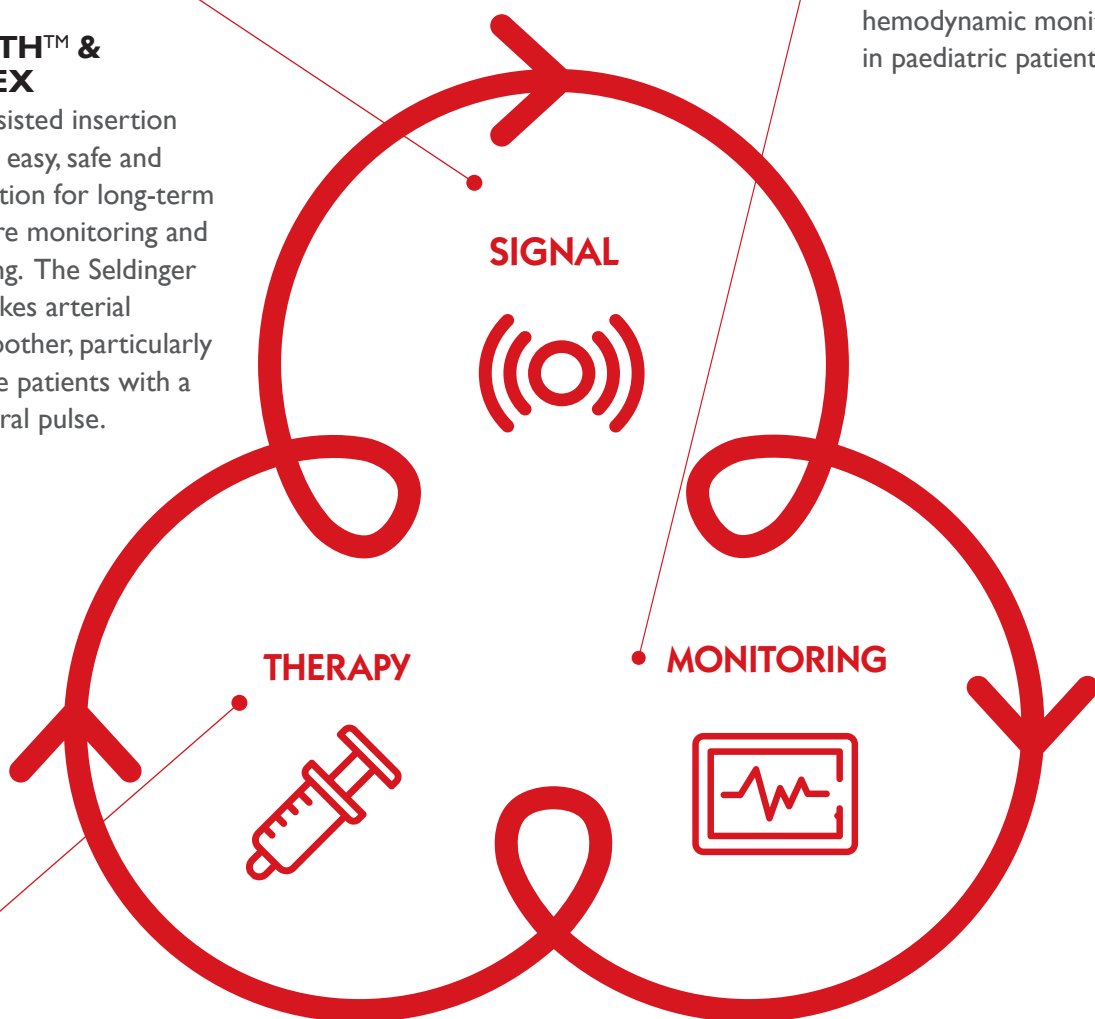 TH™ &
EX
sisted insertion
easy, safe and
tion for long-term
re monitoring and
ng. The Seldinger
kes arterial
oother, particularly
e patients with a
ral pulse.
hemodynamic monit
in paediatric patient
SIGNAL
THERAPY
MONITORING